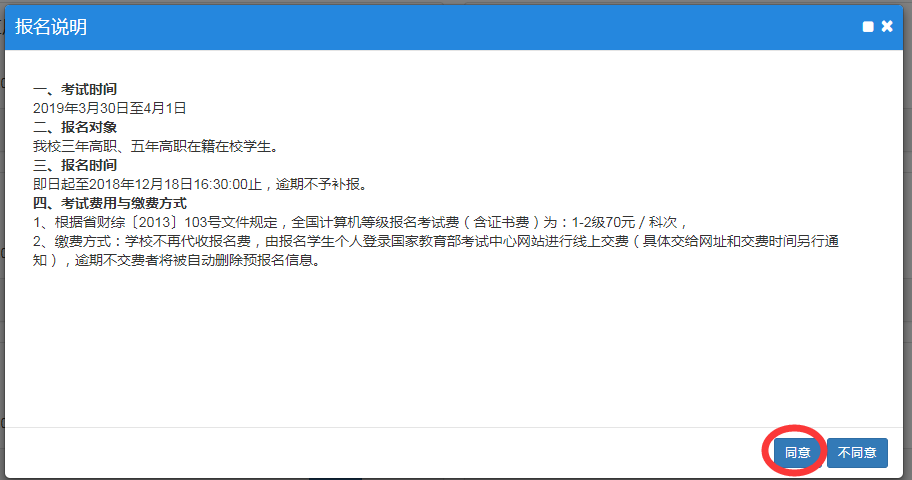 报名说明
一、考试时间
2019年3月30日至4月1日
二、报名对象
我校三年高职、五年高职在籍在校学生。
三、报名时间
即日起至2018年12月18日16:30:00止，逾期不予补报。
四、考试费用与缴费方式
1、根据省财综〔2013〕103号文件规定，全国计算机等级报名考试费（含证书费）为：1-2级70元／科次，
2、缴费方式：学校不再代收报名费，由报名学生个人登录国家教育部考试中心网站进行线上交费（具体交给网址和交费时间另行通
知），逾期不交费者将被自动删除预报名信息。
同意 不同意